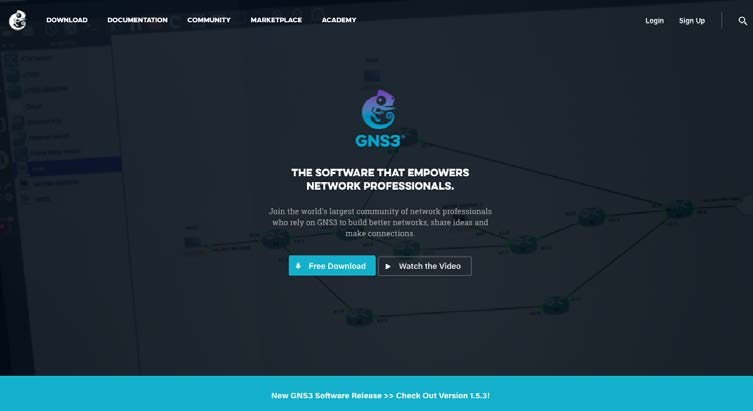 DOWNLOAD DOCUMENTATION COMMUNITY MARKETPLACE ACADEMY Login Sign Up
GNS3®
THE SOFTWARE THAT EMPOWERS
NETWORK PROFESSIONALS.
Join the world's largest community of network professionals
who rely on GNS3 to build better networks, share ideas and
make connections.
Free Download Watch the Video
New GNS3 Software Release >> Check Out Version 1.5.3!